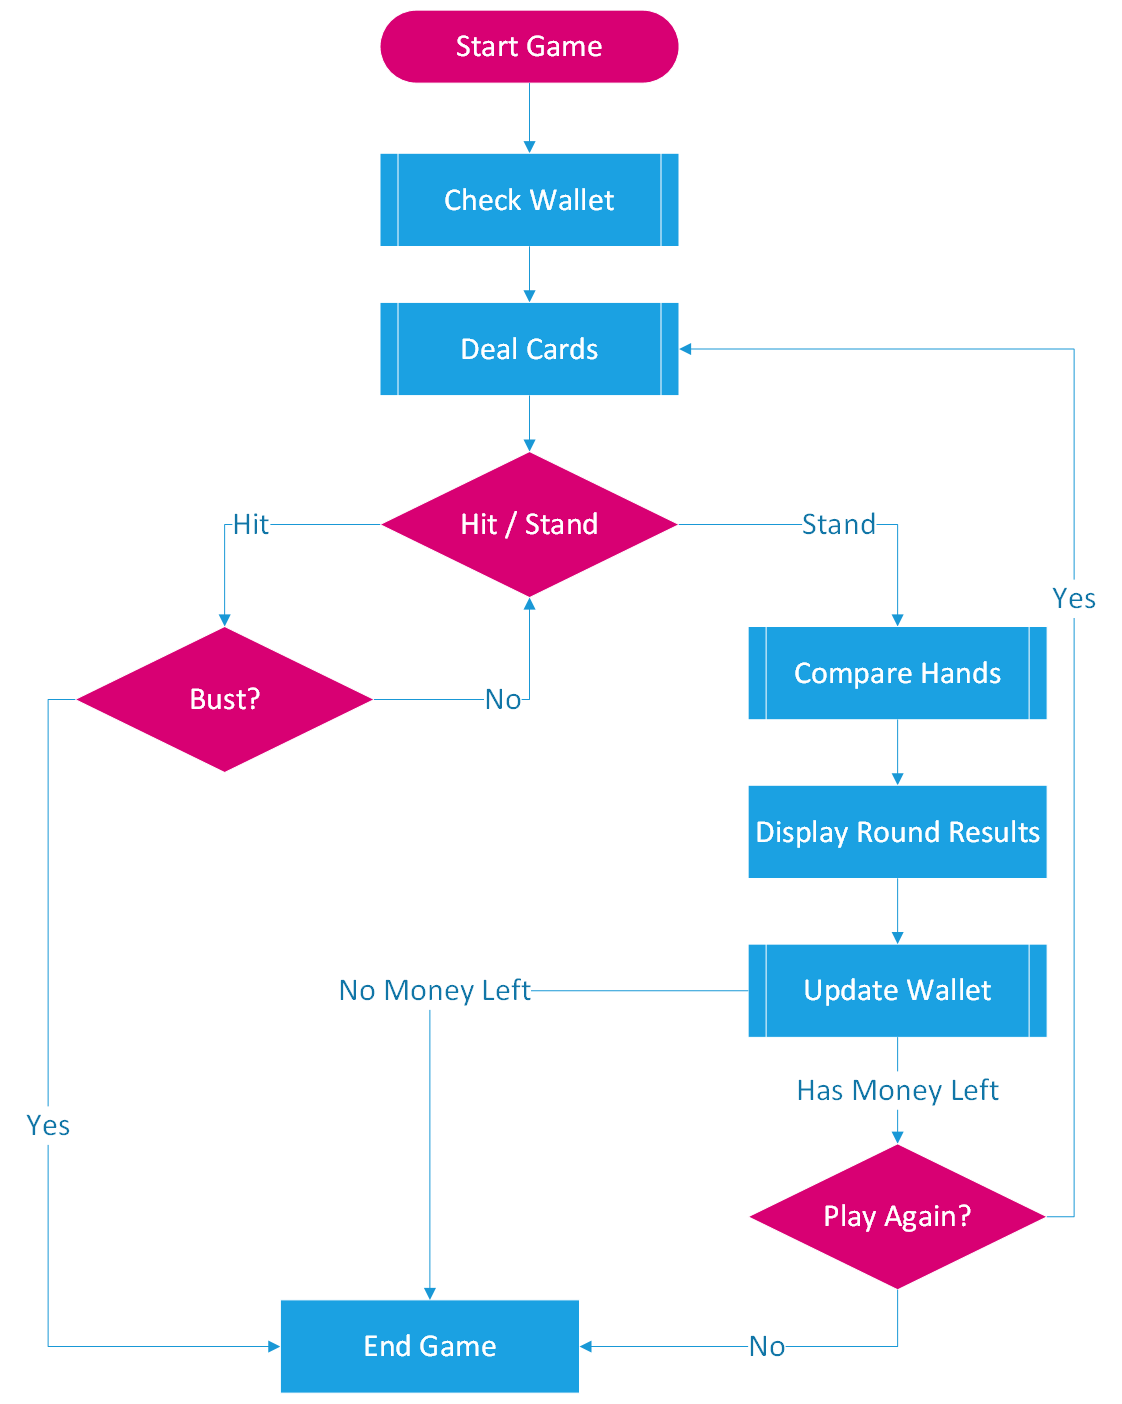 Start Game
Check Wallet
Deal Cards
Hit
Hit / Stand
Stand
Yes
Compare Hands
Bust?
No
Display Round Results
No Money Left
Update Wallet
Has Money Left
Yes
Play Again?
End Game
No